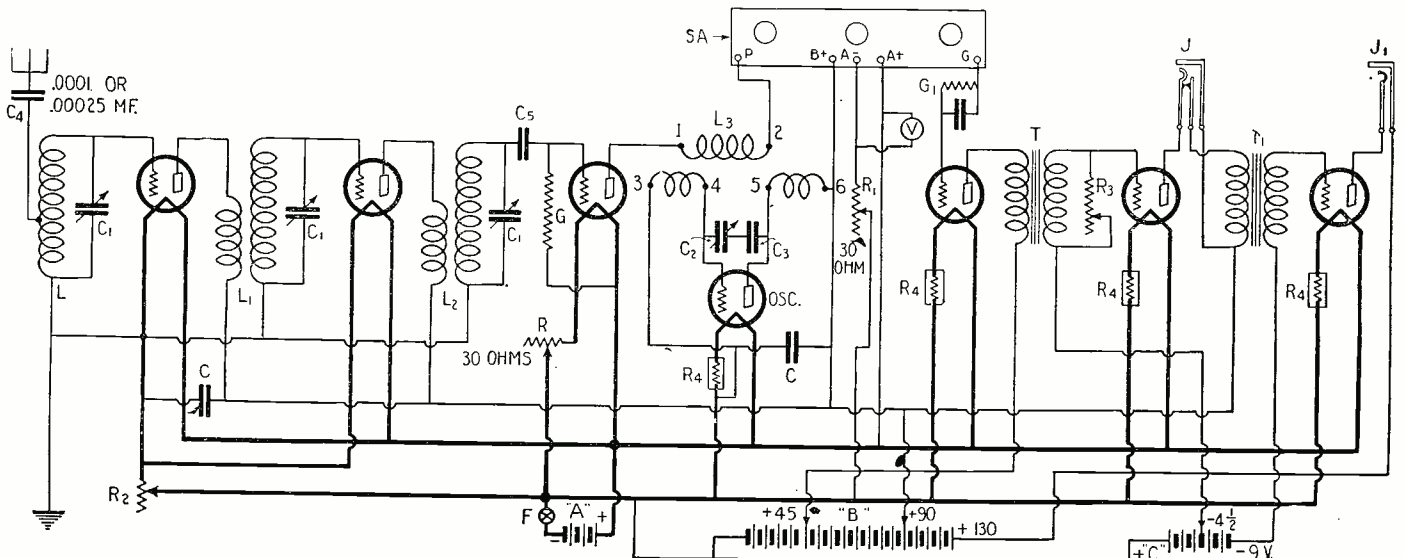 SA
P
B+ A- A+ G
J
J1
.0001 OR
.00025 MF.
C4
C5
1 L3 2
G1
V
T
T1
3 4 5 6
C1
C1
C1
G
R1
R3
C2 C3
30
OHM
OSC.
R4
R4
R4
L
L1
L2
R
30 OHMS
R4
C
C
R2
F
"A"
- +
+45 "B" +90
+130
-4½
+"C"
-9 V.